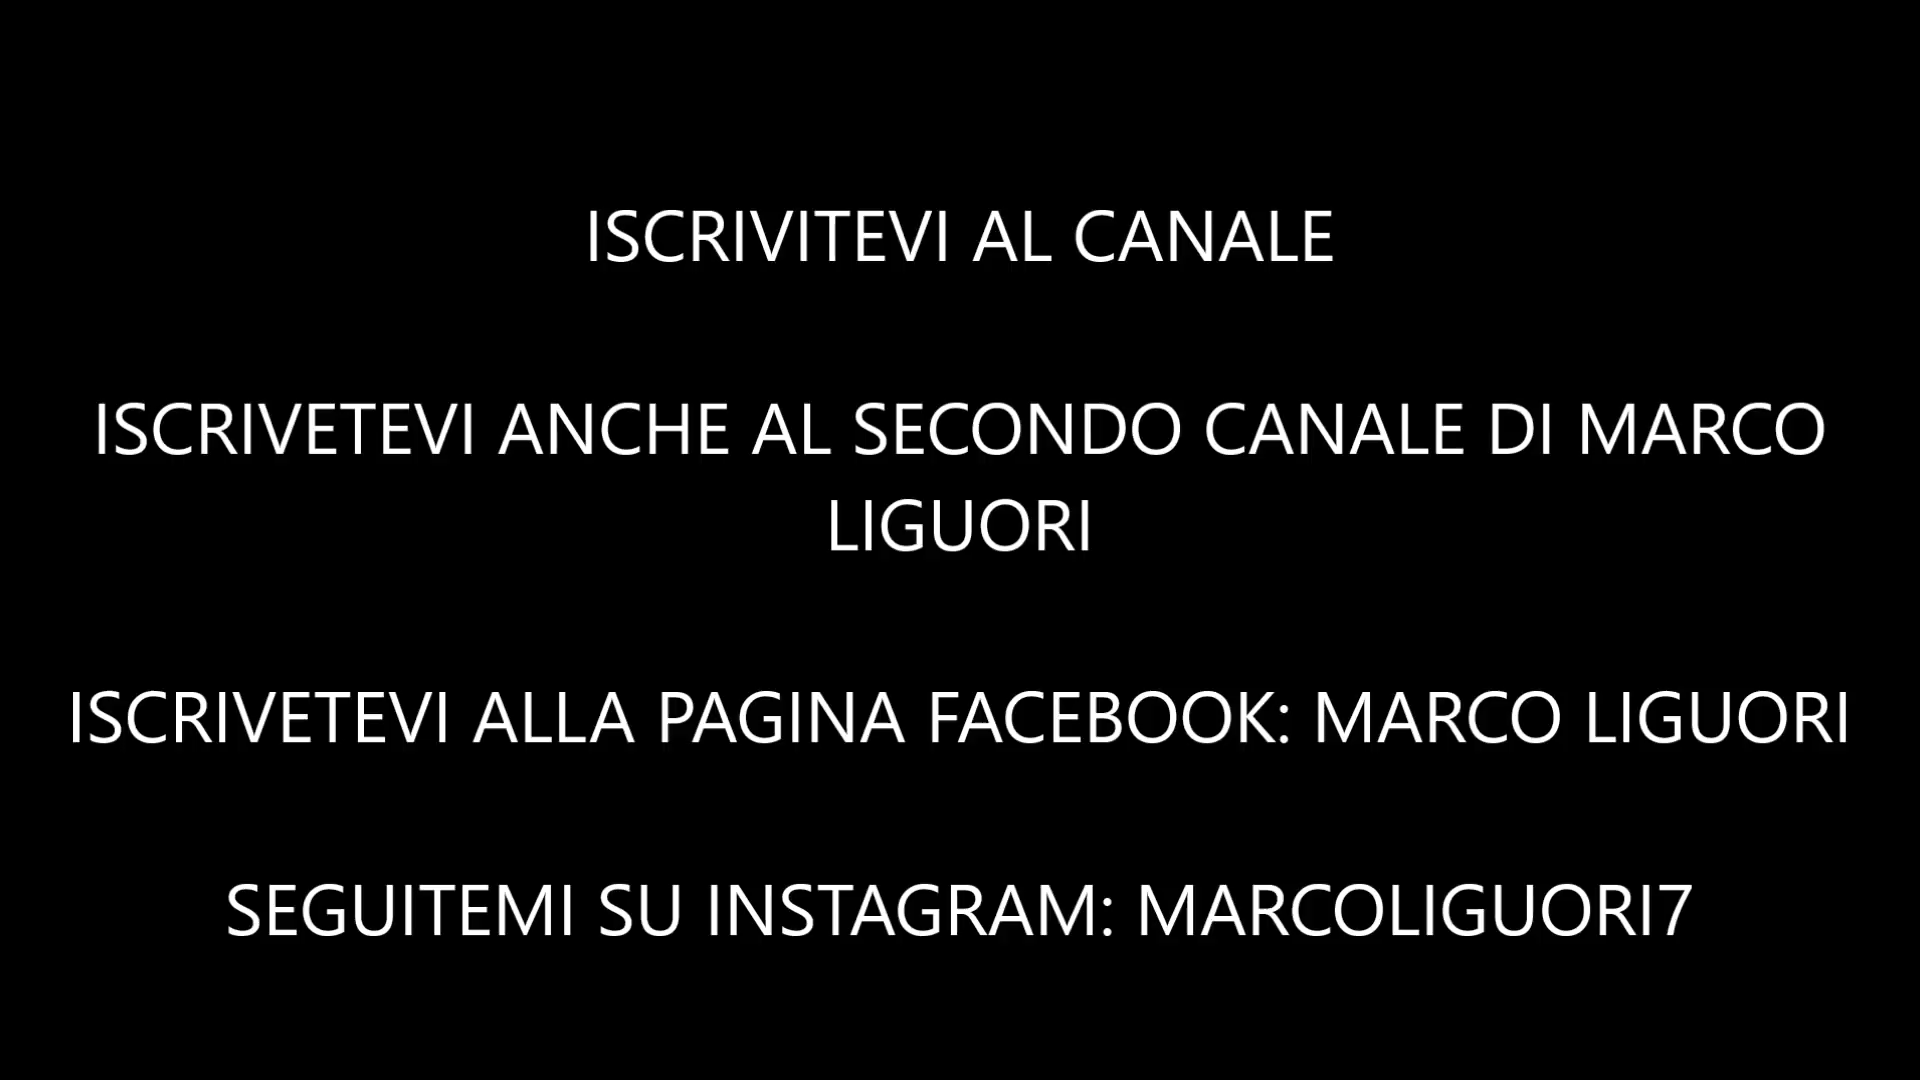 ISCRIVITEVI AL CANALE
ISCRIVETEVI ANCHE AL SECONDO CANALE DI MARCO
LIGUORI
ISCRIVETEVI ALLA PAGINA FACEBOOK: MARCO LIGUORI
SEGUITEMI SU INSTAGRAM: MARCOLIGUORI7